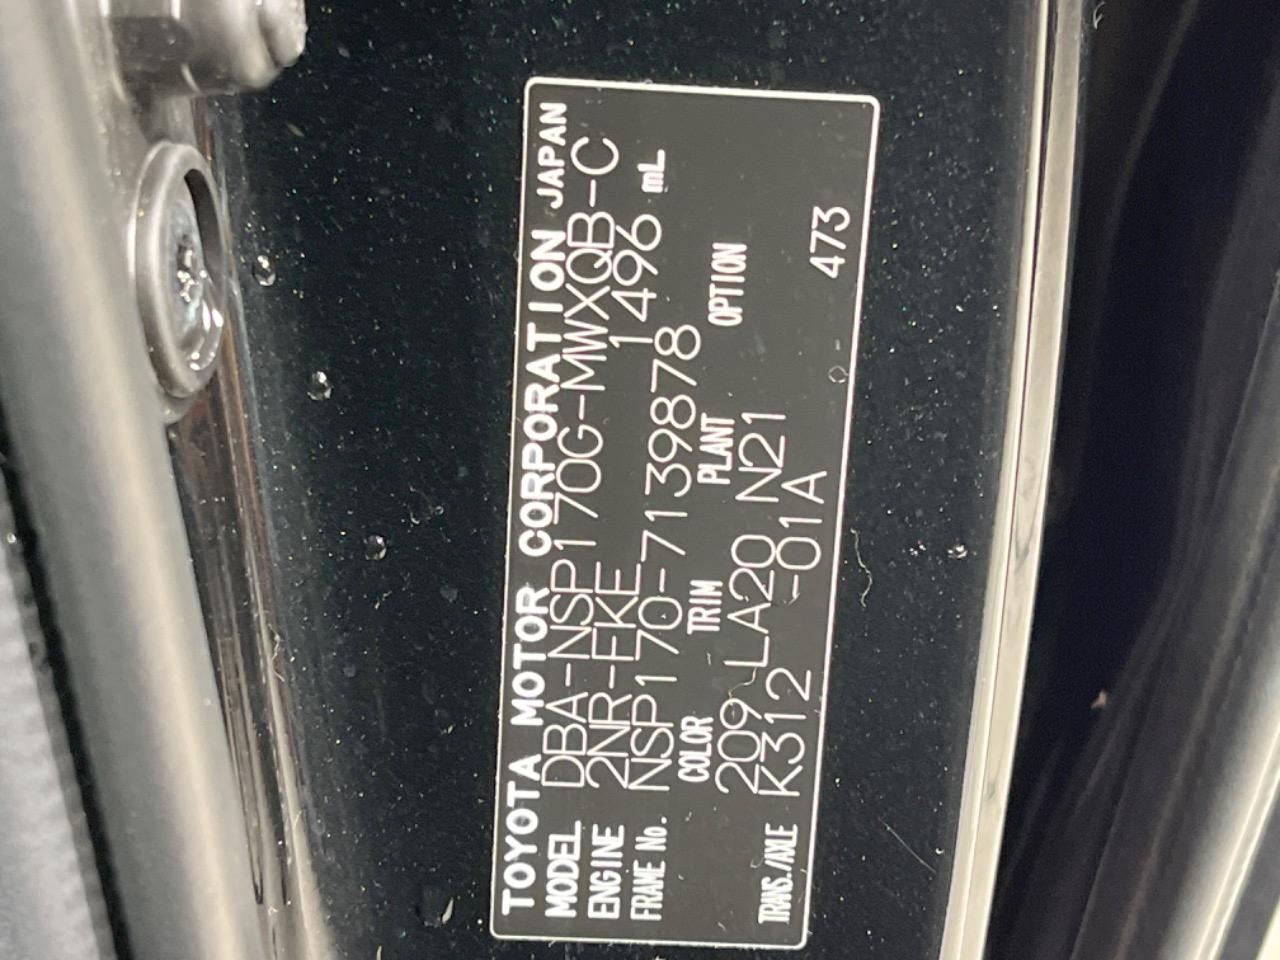 TOYOTA MOTOR CORPORATION JAPAN
MODEL DBA-NSP170G-MWXQB-C
ENGINE 2NR-FKE 1496 mL
FRAME No. NSP170-7139878
COLOR TRIM PLANT OPTION
209 LA20 N21
TRANS./AXLE K312 -01A 473